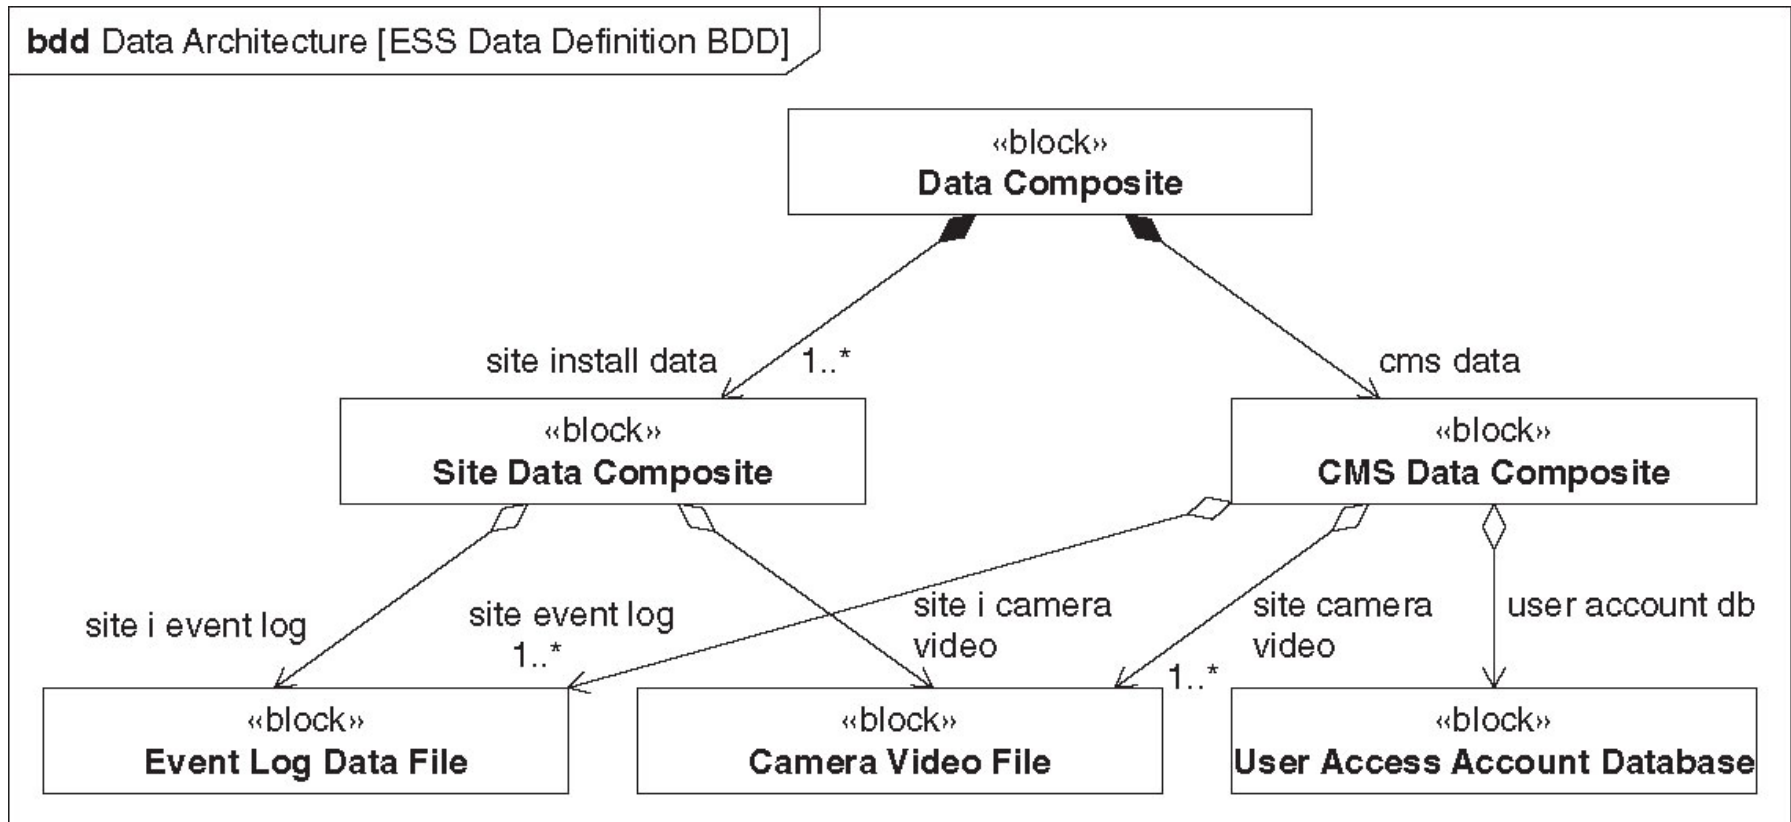 bdd Data Architecture [ESS Data Definition BDD]
«block»
Data Composite
site install data
1..*
cms data
«block»
Site Data Composite
«block»
CMS Data Composite
site i event log
site event log
1..*
site i camera
video
site camera
video
1..*
user account db
«block»
Event Log Data File
«block»
Camera Video File
«block»
User Access Account Database